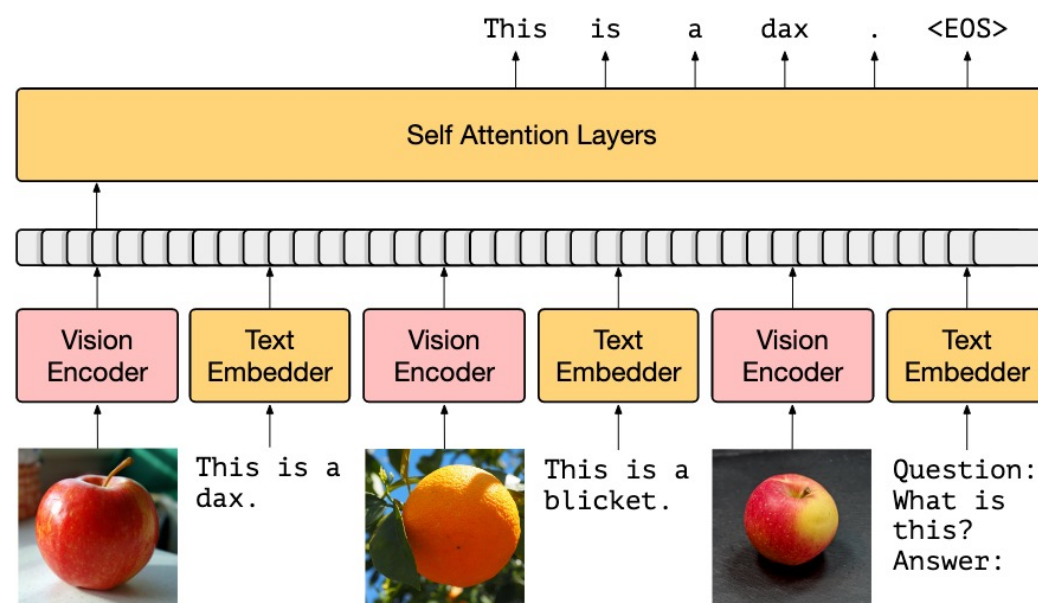 This is a dax . <EOS>
Self Attention Layers
Vision
Encoder
Text
Embedder
Vision
Encoder
Text
Embedder
Vision
Encoder
Text
Embedder
This is a
dax.
This is a
blicket.
Question:
What is
this?
Answer: